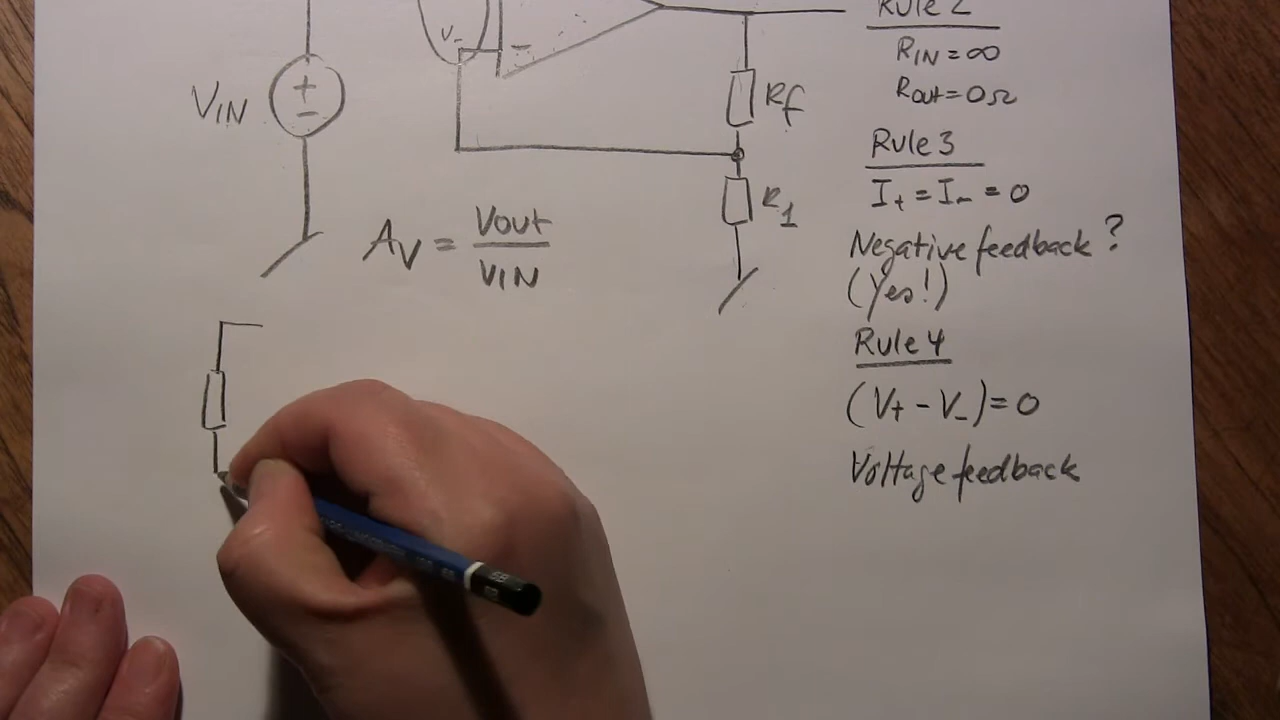 Rule 2
RIN = ∞
Rout = 0Ω
Rule 3
I+ = I- = 0
Negative feedback?
(Yes!)
Rule 4
(V+ - V-) = 0
Voltage feedback
V-
-
+
-
VIN
Rf
R1
AV = Vout
VIN
6B